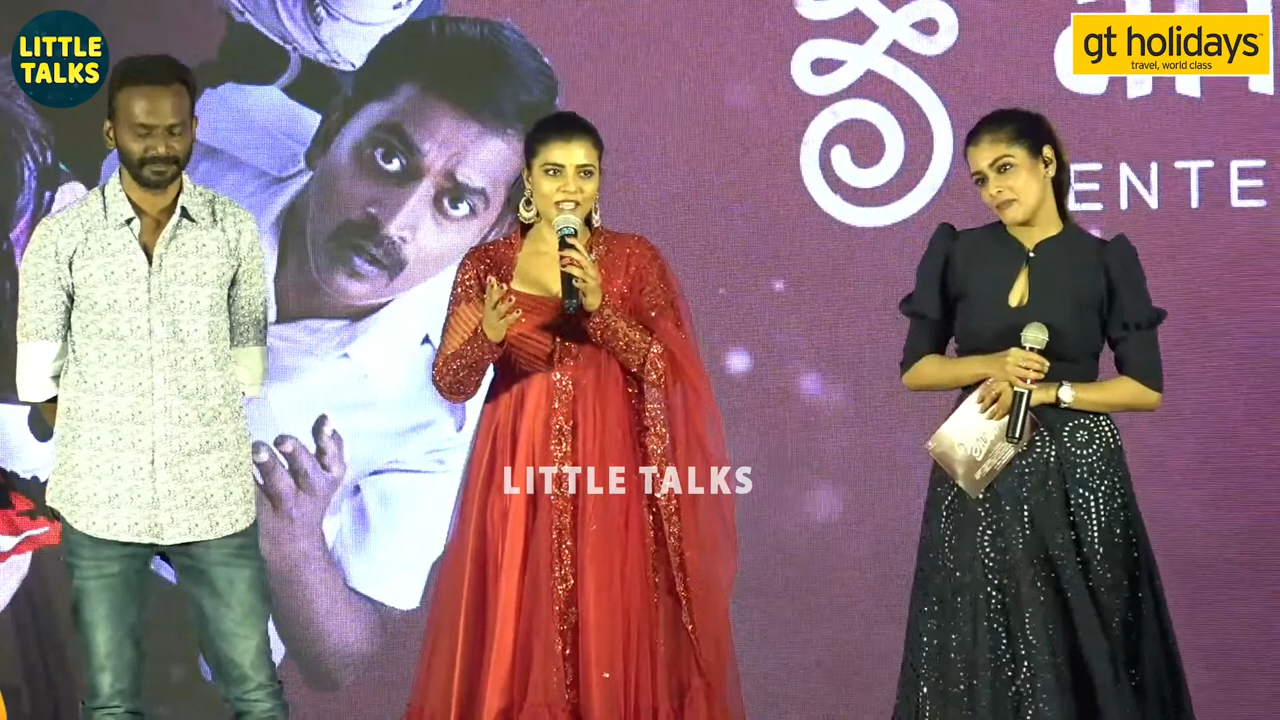 LITTLE
TALKS
gt holidays
travel, world class
ENTE
LITTLE TALKS